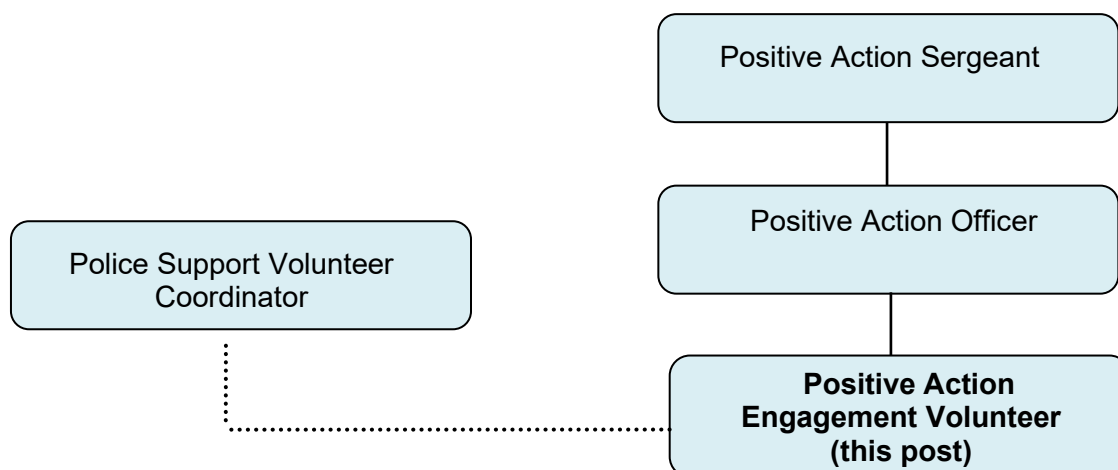 Positive Action Sergeant
Positive Action Officer
Police Support Volunteer
Coordinator
Positive Action
Engagement Volunteer
(this post)